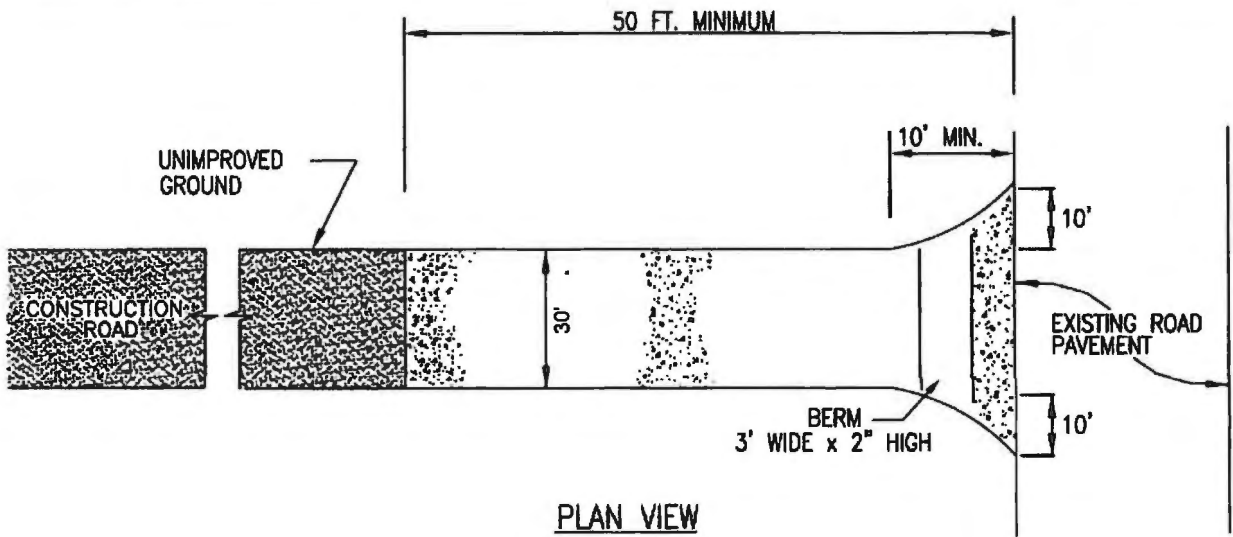 50 FT. MINIMUM
10' MIN.
UNIMPROVED
GROUND
10'
CONSTRUCTION
ROAD
30'
EXISTING ROAD
PAVEMENT
BERM
3' WIDE x 2" HIGH
10'
PLAN VIEW